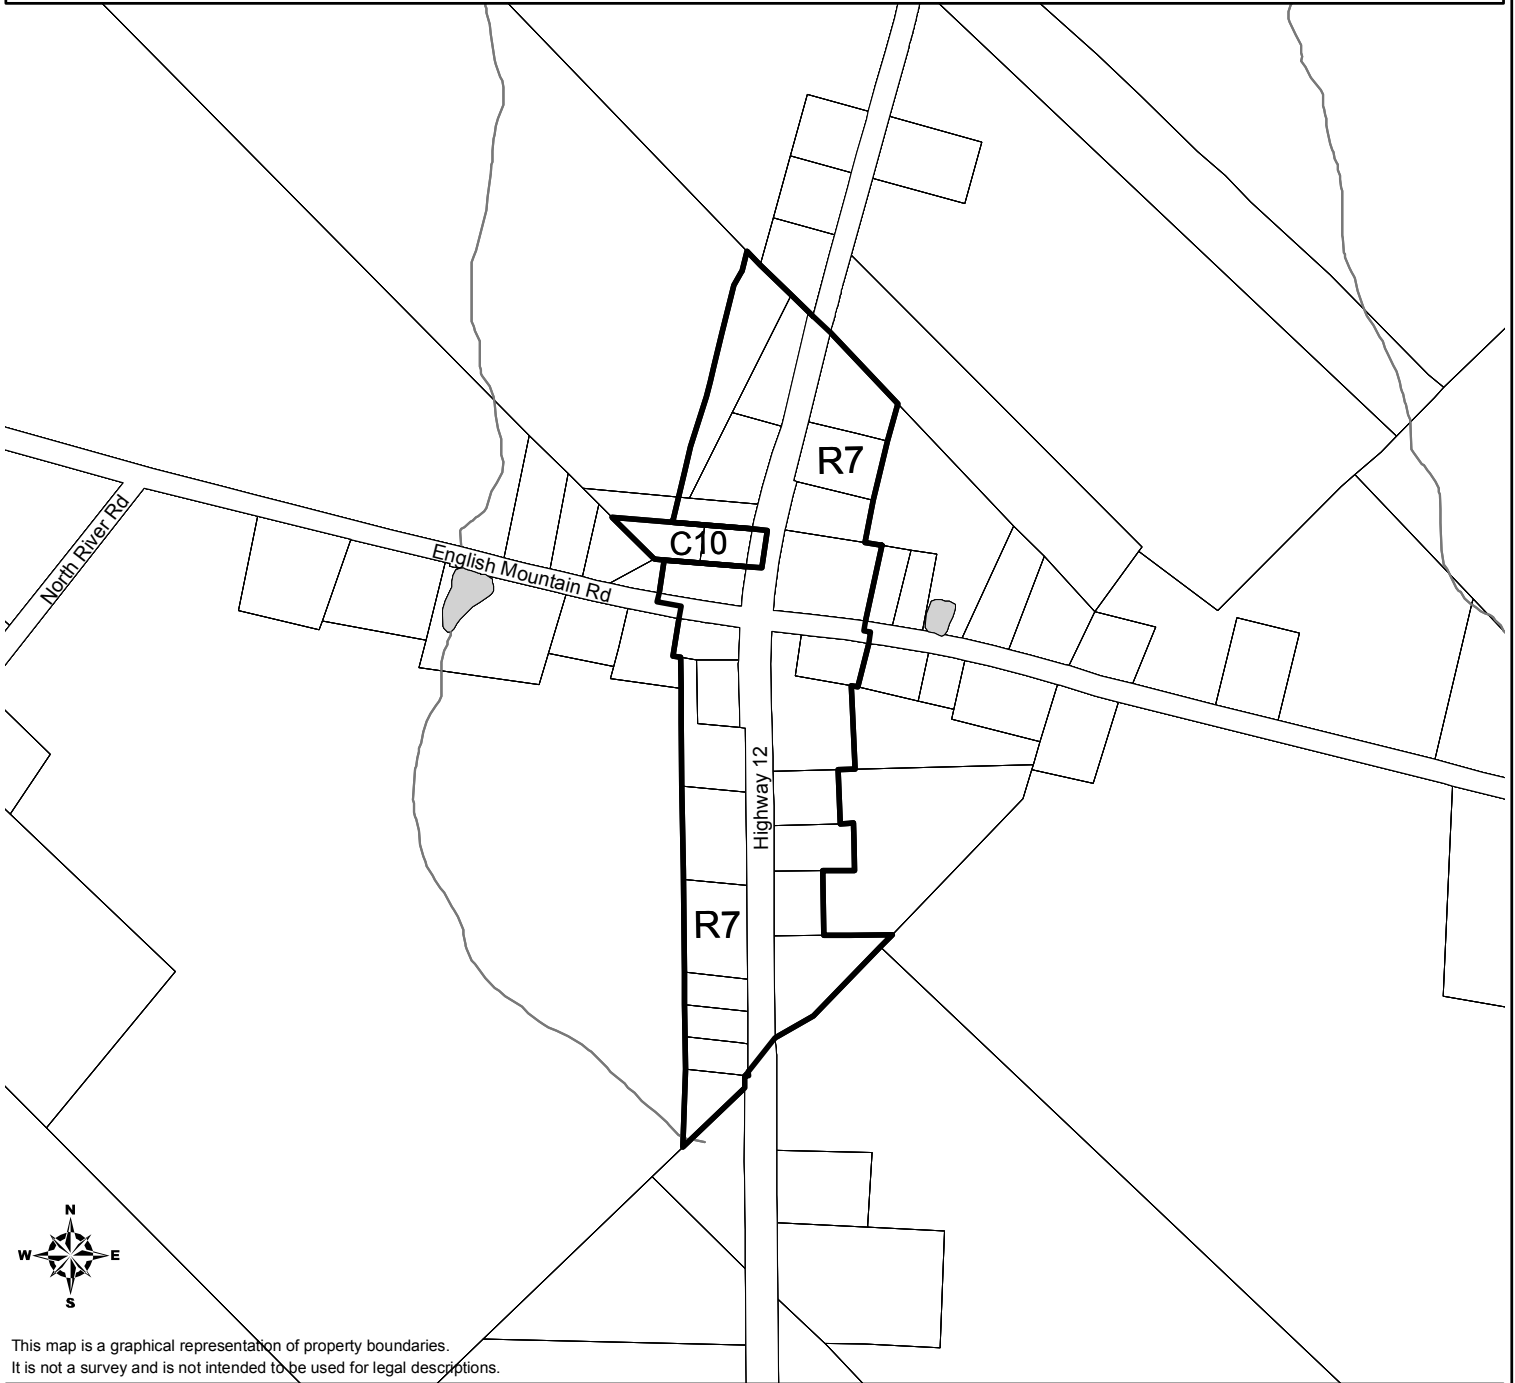 R7
C10
North River Rd
English Mountain Rd
Highway 12
R7
N
W E
S
This map is a graphical representation of property boundaries.
It is not a survey and is not intended to be used for legal descriptions.